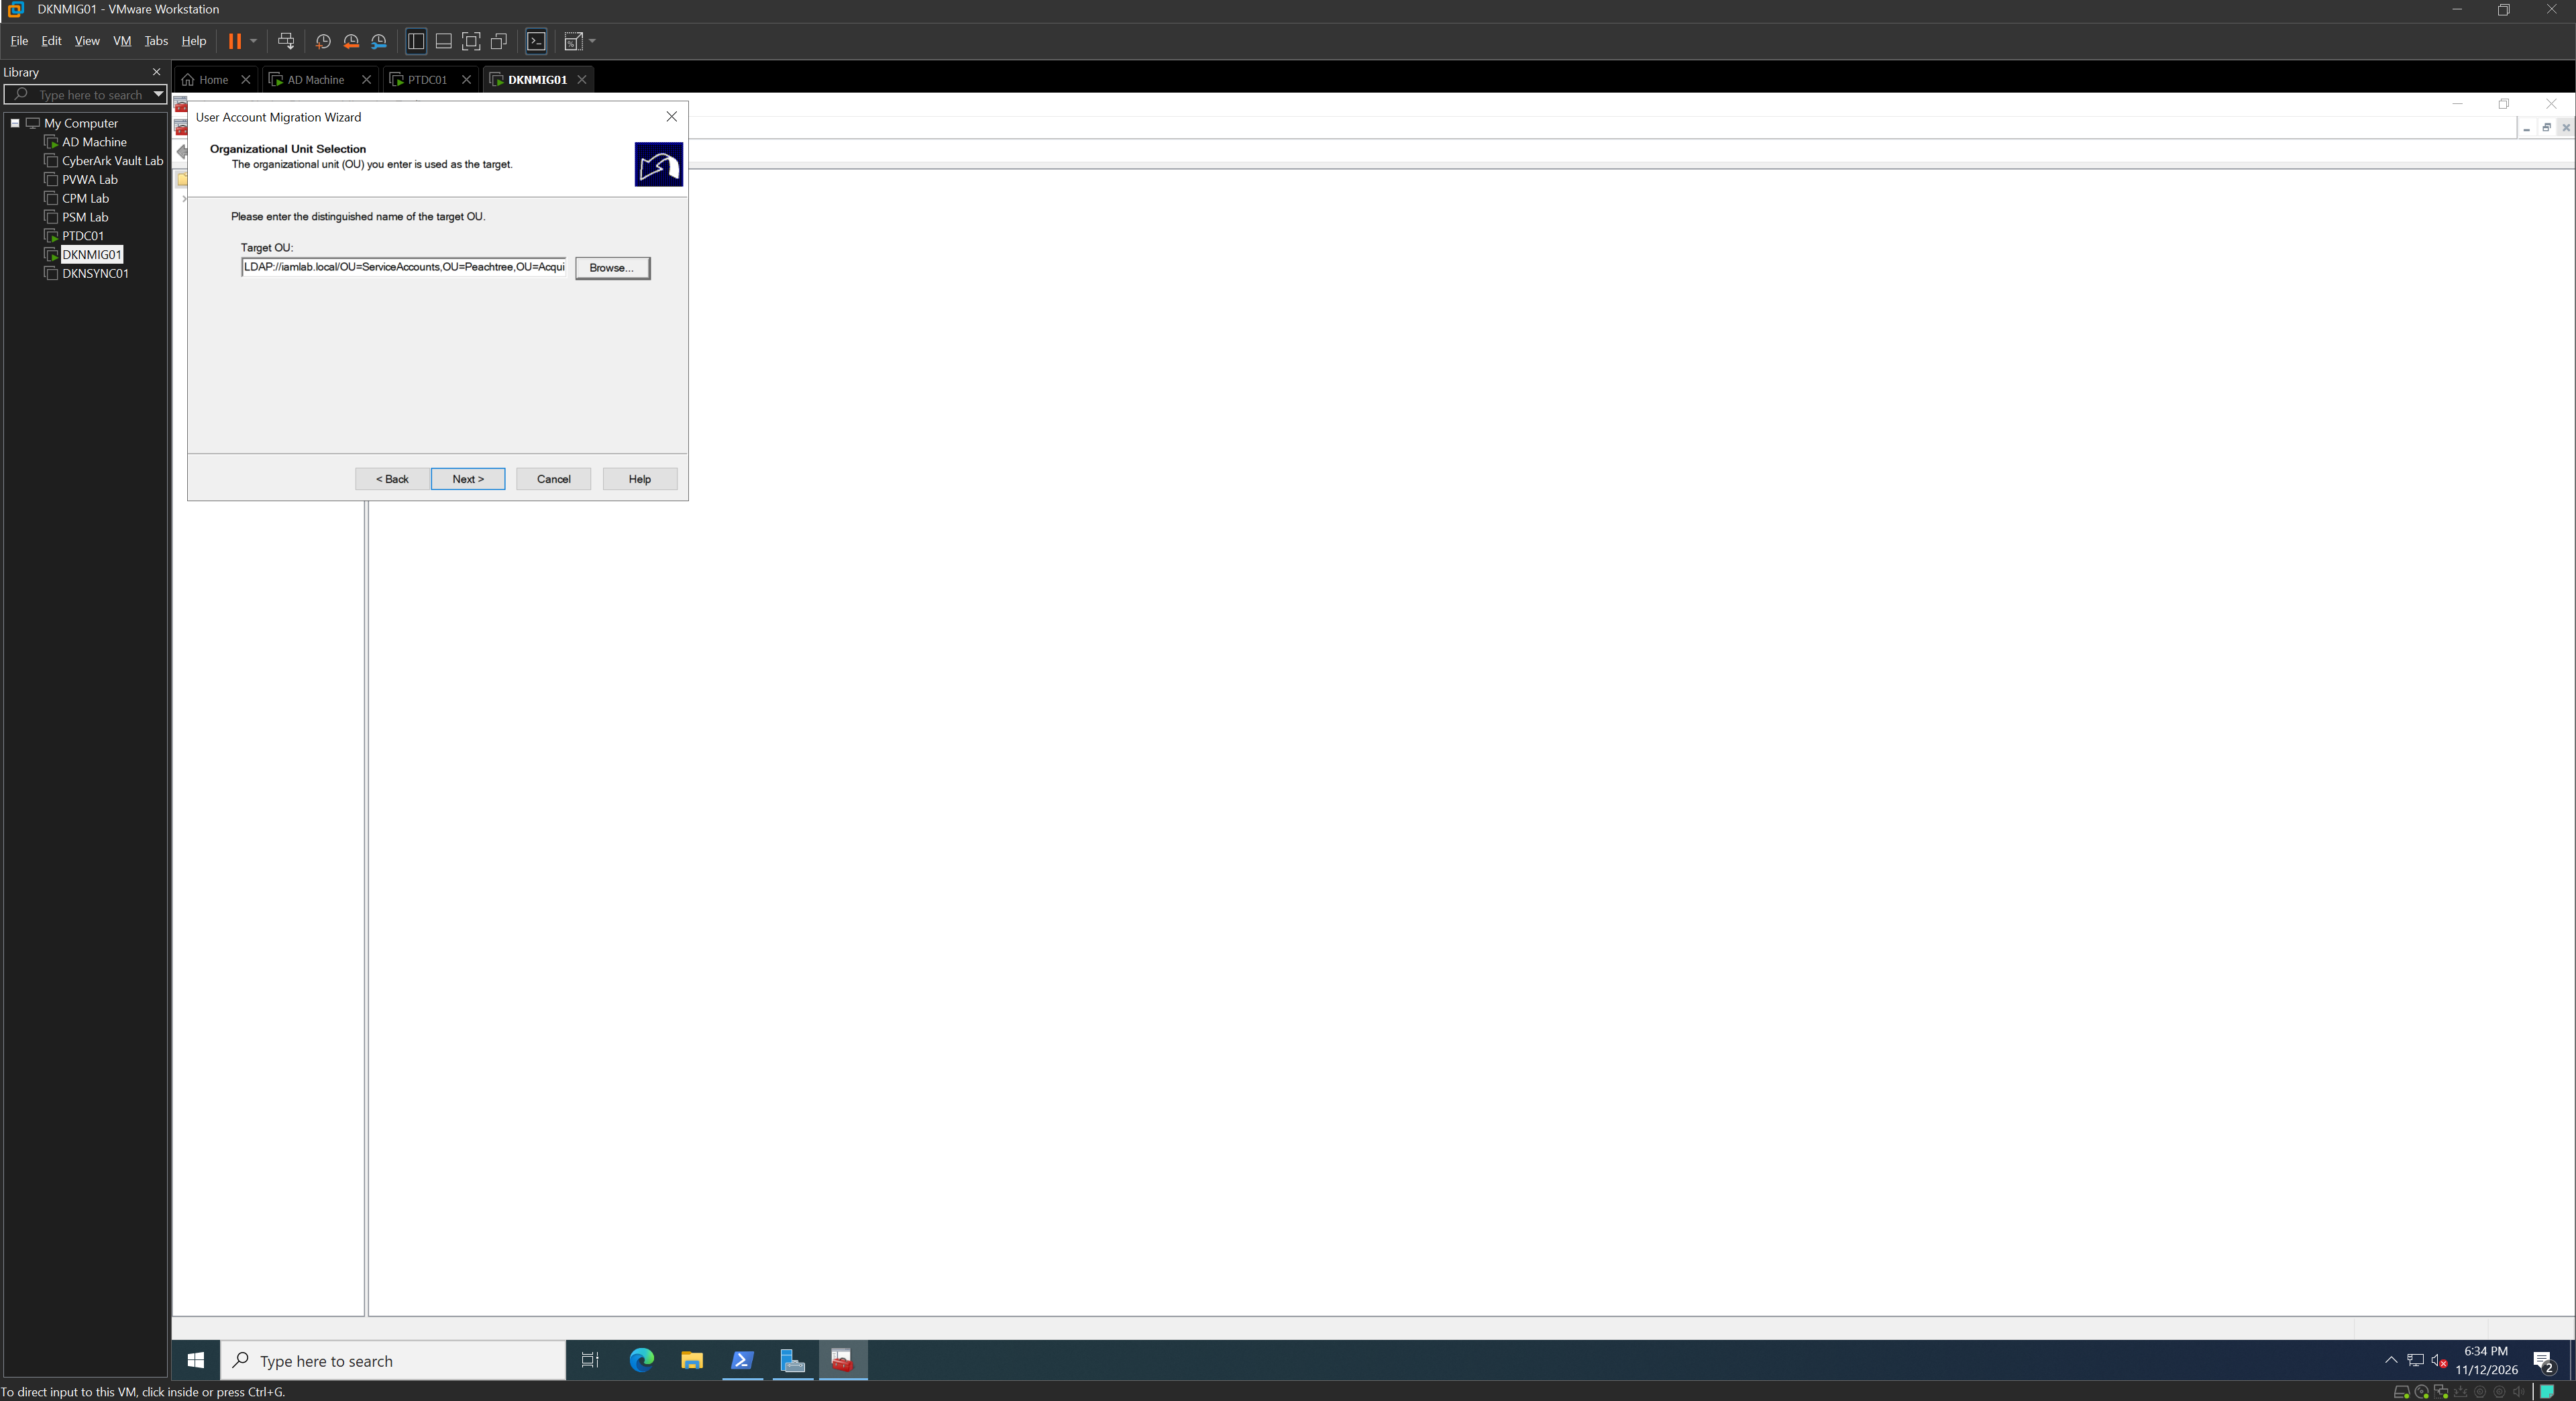 DKNMIG01 - VMware Workstation
File Edit View VM Tabs Help
Library
Type here to search
Home
AD Machine
PTDC01
DKNMIG01
My Computer
AD Machine
CyberArk Vault Lab
PVWA Lab
CPM Lab
PSM Lab
PTDC01
DKNMIG01
DKNSYNC01
User Account Migration Wizard
Organizational Unit Selection
The organizational unit (OU) you enter is used as the target.
Please enter the distinguished name of the target OU.
Target OU:
LDAP://iamlab.local/OU=ServiceAccounts,OU=Peachtree,OU=Acqui
Browse...
< Back
Next >
Cancel
Help
Type here to search
6:34 PM
11/12/2026
2
To direct input to this VM, click inside or press Ctrl+G.